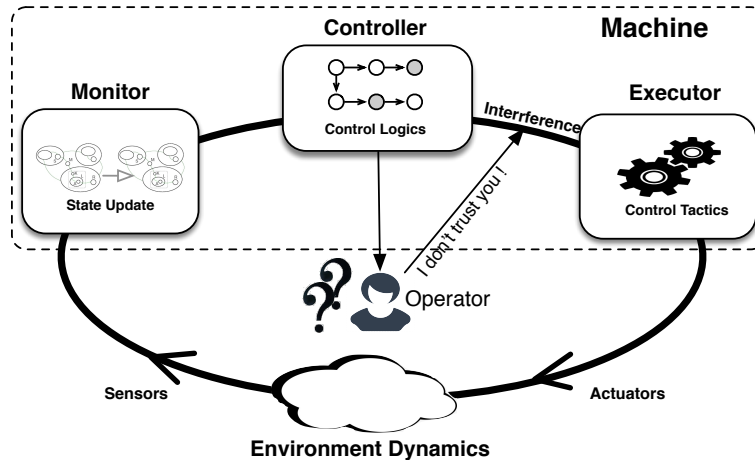 Machine
Controller
Monitor
Executor
Interrference
Control Logics
State Update
Control Tactics
I don't trust you !
??
Operator
Sensors
Actuators
Environment Dynamics